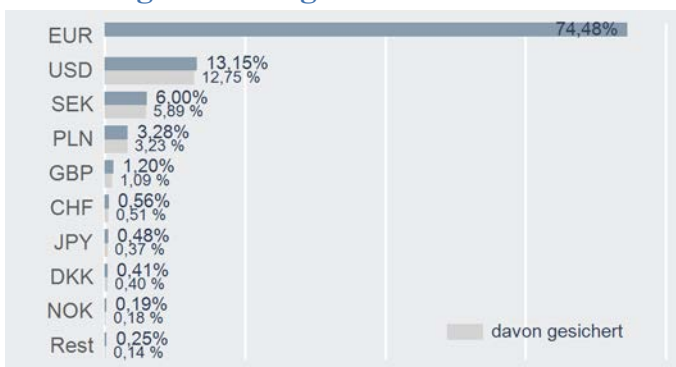 EUR 74,48%
USD 13,15%
12,75 %
SEK 6,00%
5,89 %
PLN 3,28%
3,23 %
GBP 1,20%
1,09 %
CHF 0,56%
0,51 %
JPY 0,48%
0,37 %
DKK 0,41%
0,40 %
NOK 0,19%
0,18 %
davon gesichert
Rest 0,25%
0,14 %